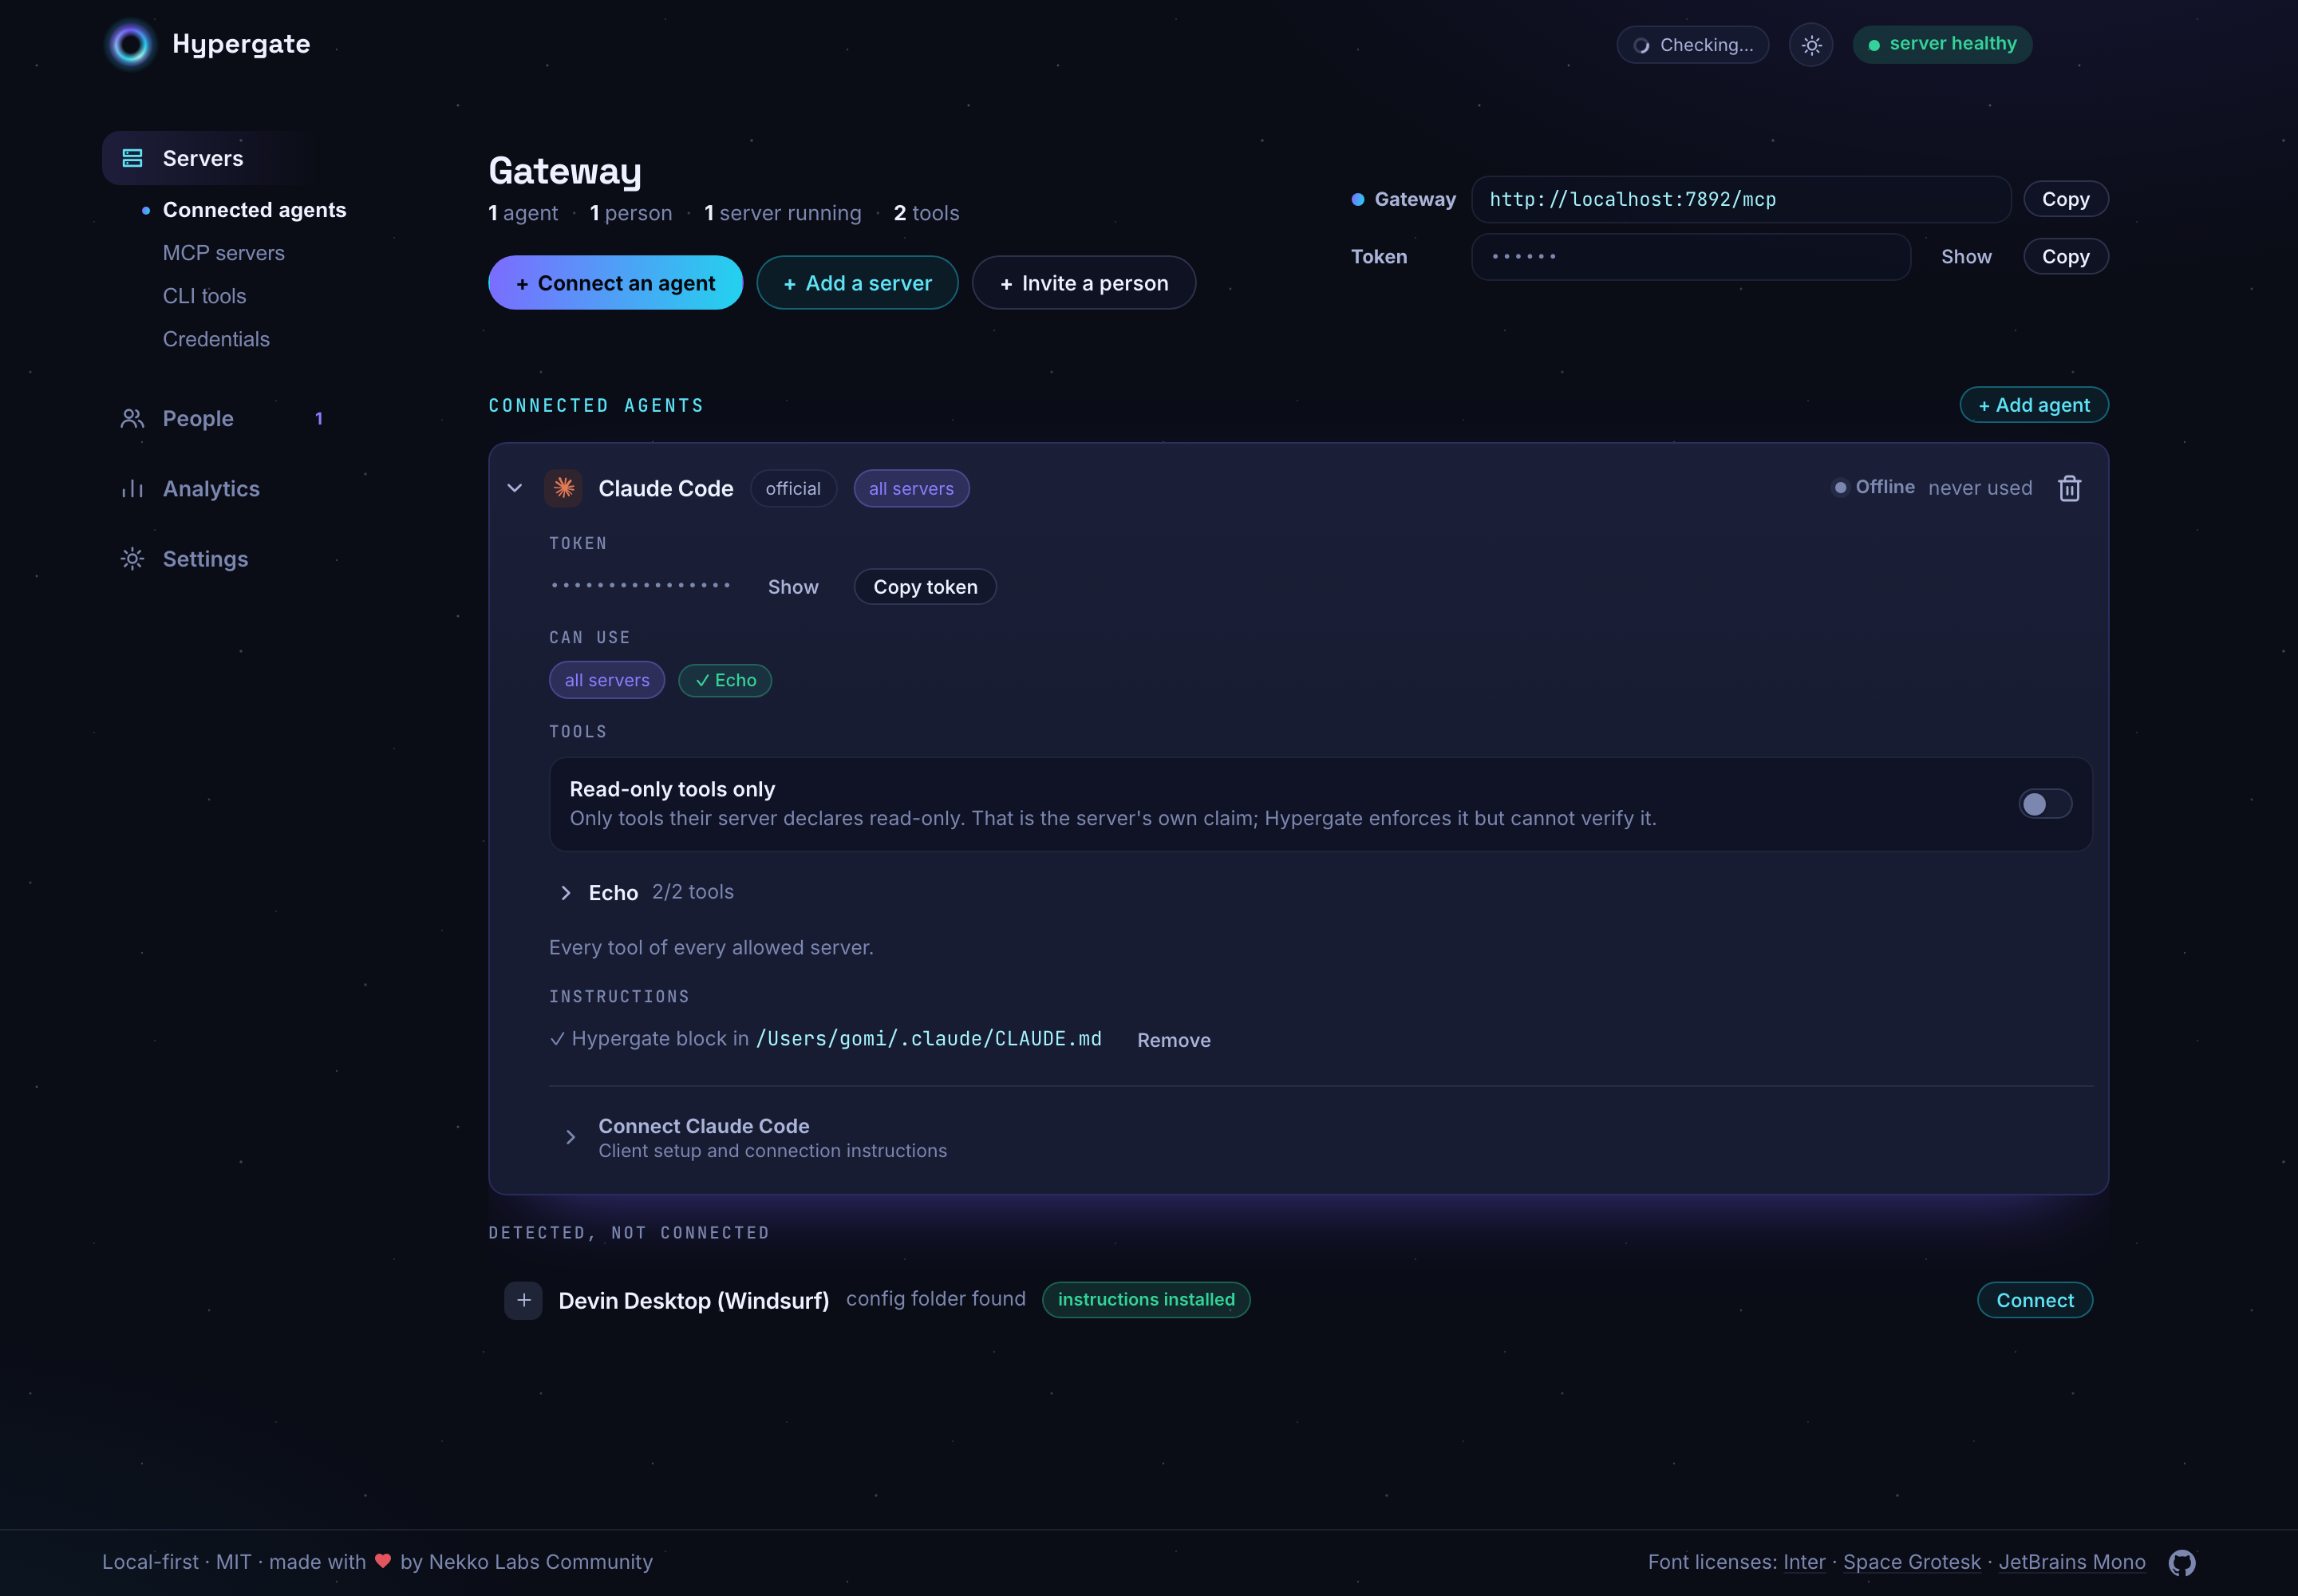 Hypergate
Checking...
server healthy
Servers
Connected agents
MCP servers
CLI tools
Credentials
People 1
Analytics
Settings
Gateway
1 agent · 1 person · 1 server running · 2 tools
+ Connect an agent
+ Add a server
+ Invite a person
Gateway http://localhost:7892/mcp Copy
Token •••••• Show Copy
CONNECTED AGENTS
+ Add agent
Claude Code official all servers Offline never used
TOKEN
•••••••••••••••• Show Copy token
CAN USE
all servers ✓ Echo
TOOLS
Read-only tools only
Only tools their server declares read-only. That is the server's own claim; Hypergate enforces it but cannot verify it.
Echo 2/2 tools
Every tool of every allowed server.
INSTRUCTIONS
✓ Hypergate block in /Users/gomi/.claude/CLAUDE.md Remove
Connect Claude Code
Client setup and connection instructions
DETECTED, NOT CONNECTED
+ Devin Desktop (Windsurf) config folder found instructions installed Connect
Local-first · MIT · made with ♥ by Nekko Labs Community
Font licenses: Inter · Space Grotesk · JetBrains Mono